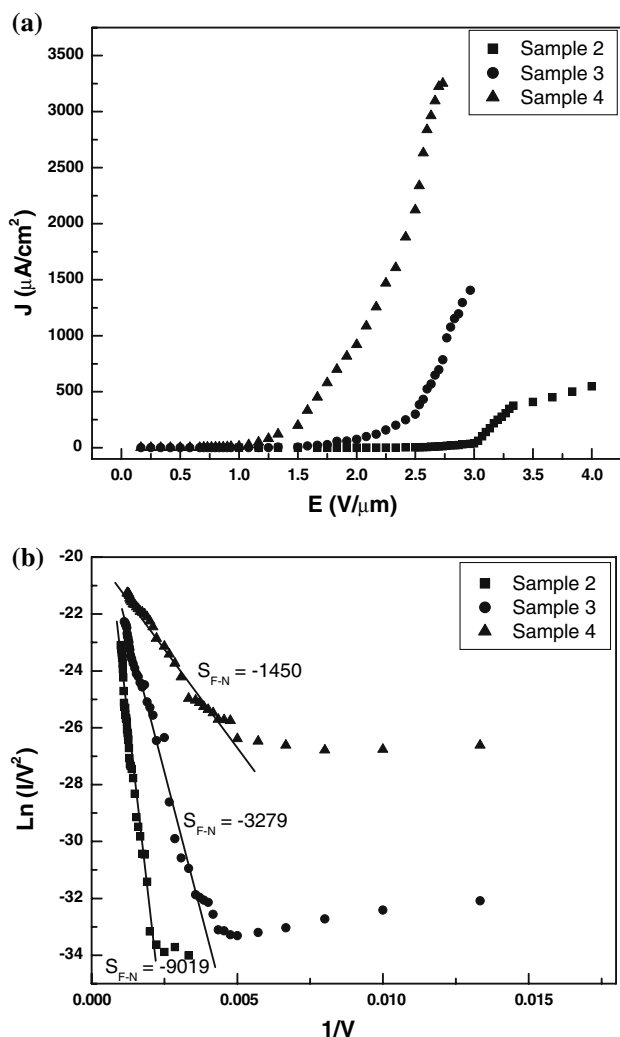 (a)
3500
3000
2500
2000
1500
1000
500
0
J (μA/cm²)
0.0 0.5 1.0 1.5 2.0 2.5 3.0 3.5 4.0
E (V/μm)
Sample 2
Sample 3
Sample 4
(b)
-20
-22
-24
-26
-28
-30
-32
-34
Ln (I/V²)
0.000 0.005 0.010 0.015
1/V
Sample 2
Sample 3
Sample 4
S_F-N = -1450
S_F-N = -3279
S_F-N = -9019